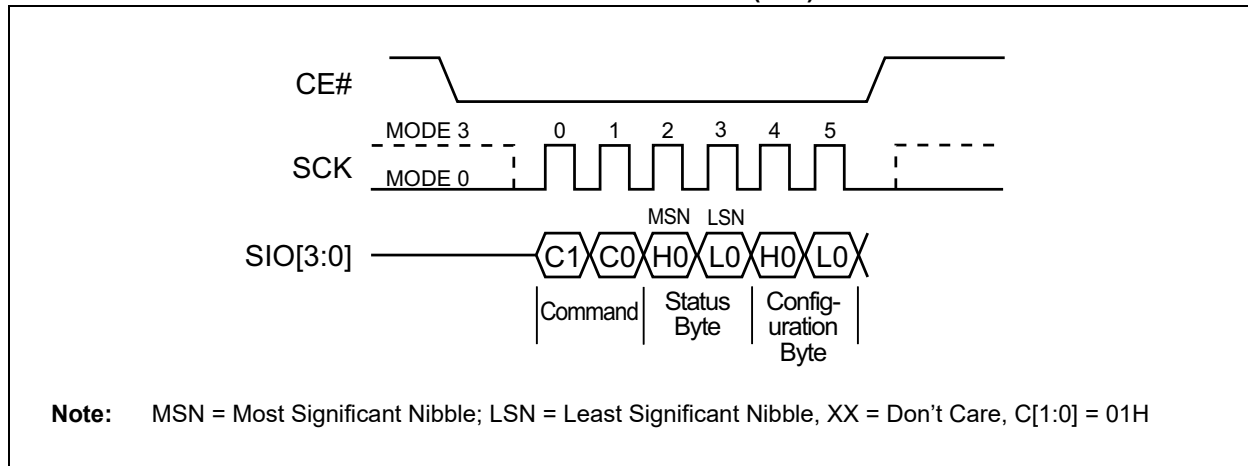 CE#
MODE 3 0 1 2 3 4 5
SCK
MODE 0
MSN LSN
SIO[3:0] C1 C0 H0 L0 H0 L0
Command Status Byte Config-uration Byte
Note: MSN = Most Significant Nibble; LSN = Least Significant Nibble, XX = Don't Care, C[1:0] = 01H